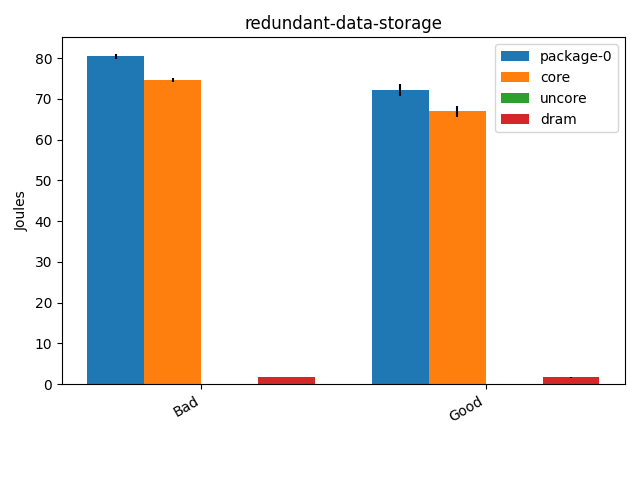 redundant-data-storage
package-0
core
uncore
dram
Joules
80
70
60
50
40
30
20
10
0
Bad
Good